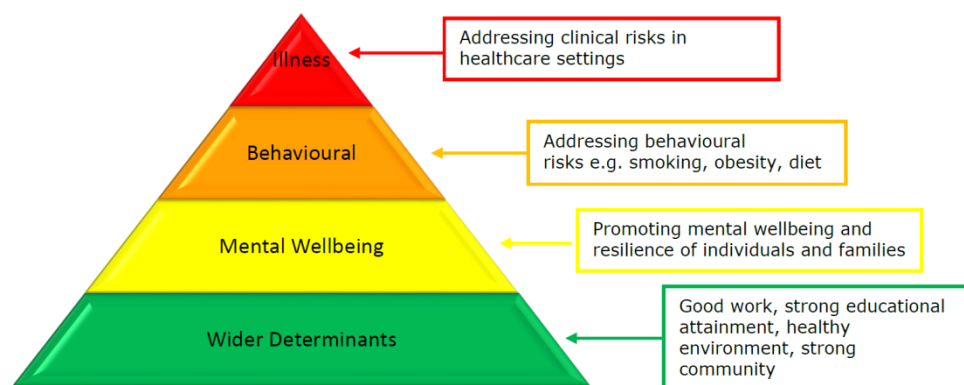 Illness
Addressing clinical risks in
healthcare settings
Behavioural
Addressing behavioural
risks e.g. smoking, obesity, diet
Mental Wellbeing
Promoting mental wellbeing and
resilience of individuals and families
Wider Determinants
Good work, strong educational
attainment, healthy
environment, strong
community